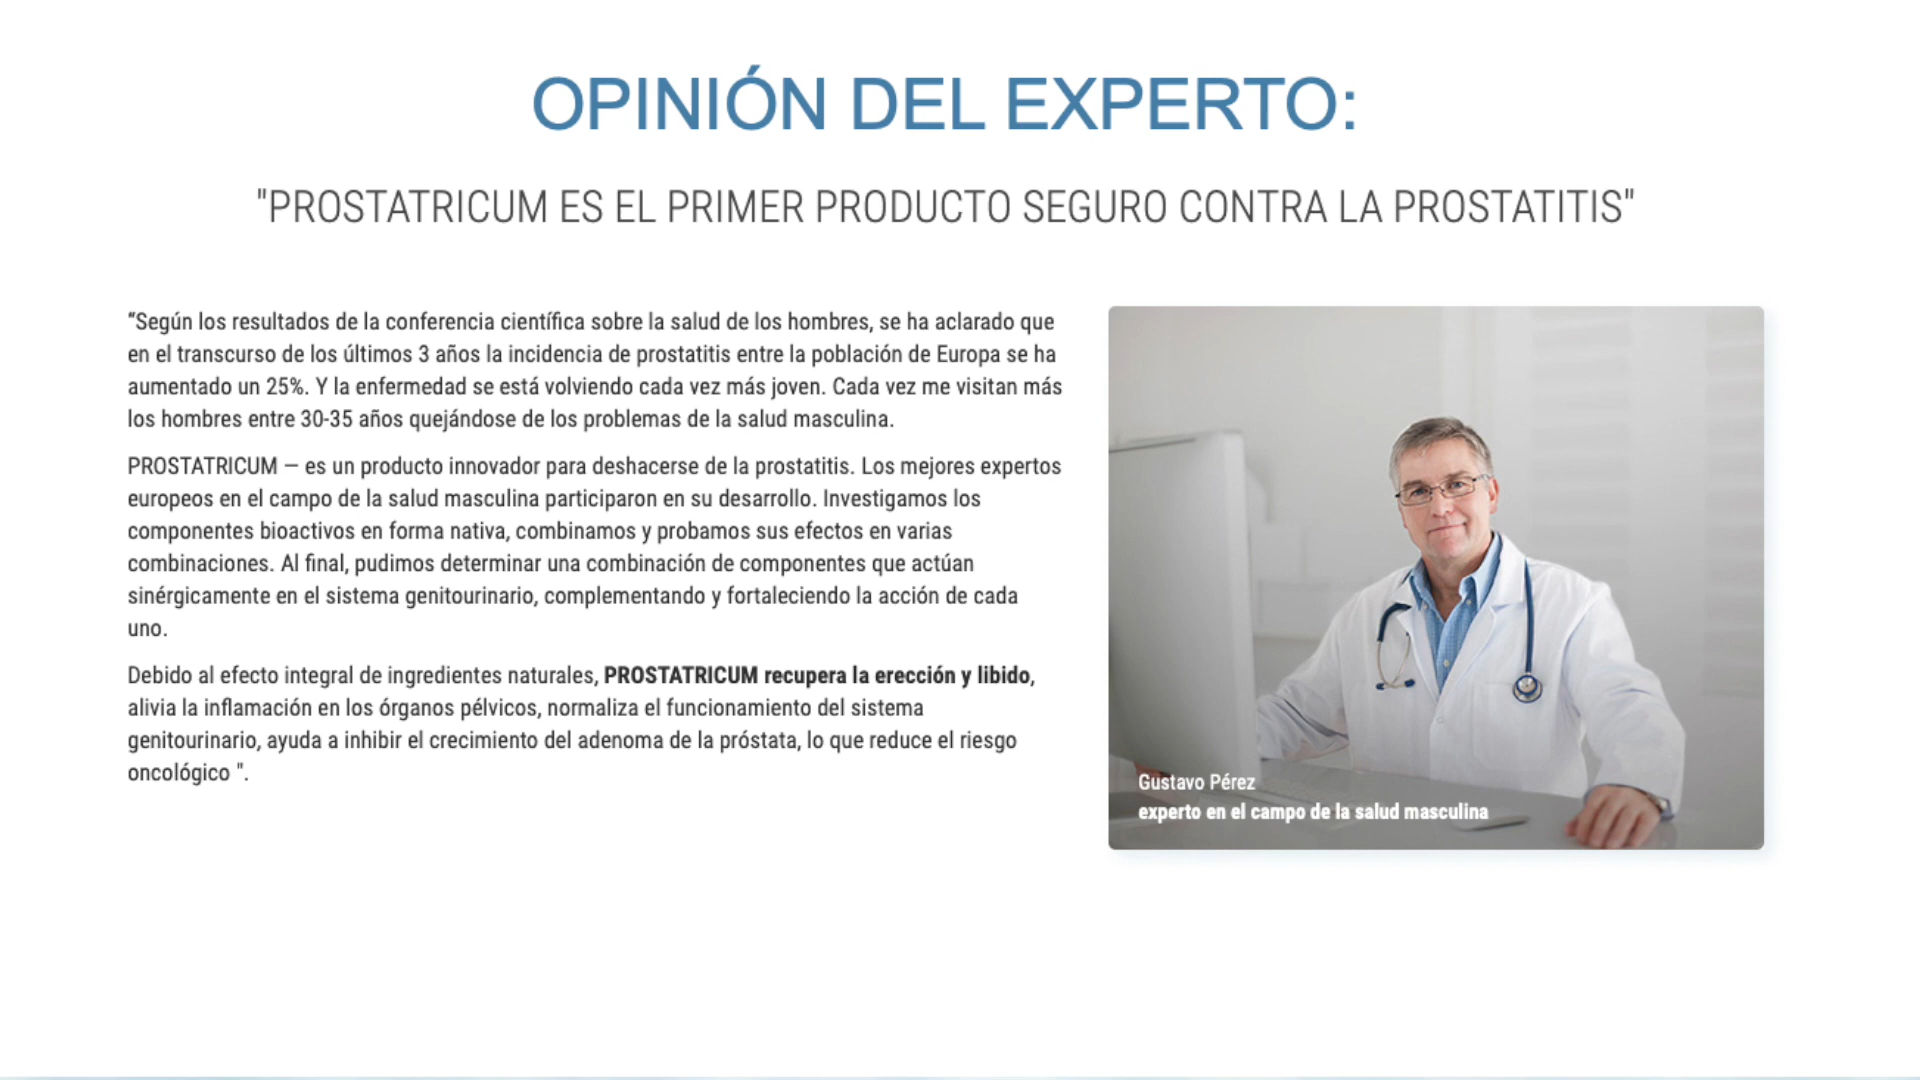 OPINIÓN DEL EXPERTO:
"PROSTATRICUM ES EL PRIMER PRODUCTO SEGURO CONTRA LA PROSTATITIS"
“Según los resultados de la conferencia científica sobre la salud de los hombres, se ha aclarado que
en el transcurso de los últimos 3 años la incidencia de prostatitis entre la población de Europa se ha
aumentado un 25%. Y la enfermedad se está volviendo cada vez más joven. Cada vez me visitan más
los hombres entre 30-35 años quejándose de los problemas de la salud masculina.
PROSTATRICUM — es un producto innovador para deshacerse de la prostatitis. Los mejores expertos
europeos en el campo de la salud masculina participaron en su desarrollo. Investigamos los
componentes bioactivos en forma nativa, combinamos y probamos sus efectos en varias
combinaciones. Al final, pudimos determinar una combinación de componentes que actúan
sinérgicamente en el sistema genitourinario, complementando y fortaleciendo la acción de cada
uno.
Debido al efecto integral de ingredientes naturales, PROSTATRICUM recupera la erección y libido,
alivia la inflamación en los órganos pélvicos, normaliza el funcionamiento del sistema
genitourinario, ayuda a inhibir el crecimiento del adenoma de la próstata, lo que reduce el riesgo
oncológico ".
Gustavo Pérez
experto en el campo de la salud masculina